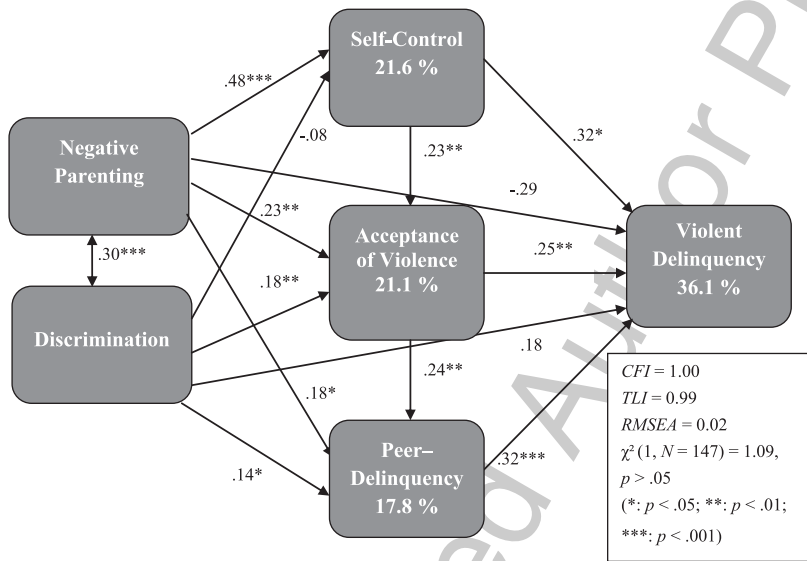 Self-Control
21.6 %
.48***
-.08
Negative
Parenting
.23**
.32*
-.29
.23**
Acceptance
of Violence
21.1 %
Violent
Delinquency
36.1 %
.25**
.30***
.18**
Discrimination
.18
.24**
.18*
.14*
Peer–
Delinquency
17.8 %
.32***
CFI = 1.00
TLI = 0.99
RMSEA = 0.02
χ² (1, N = 147) = 1.09,
p > .05
(*: p < .05; **: p < .01;
***: p < .001)
ed Author P